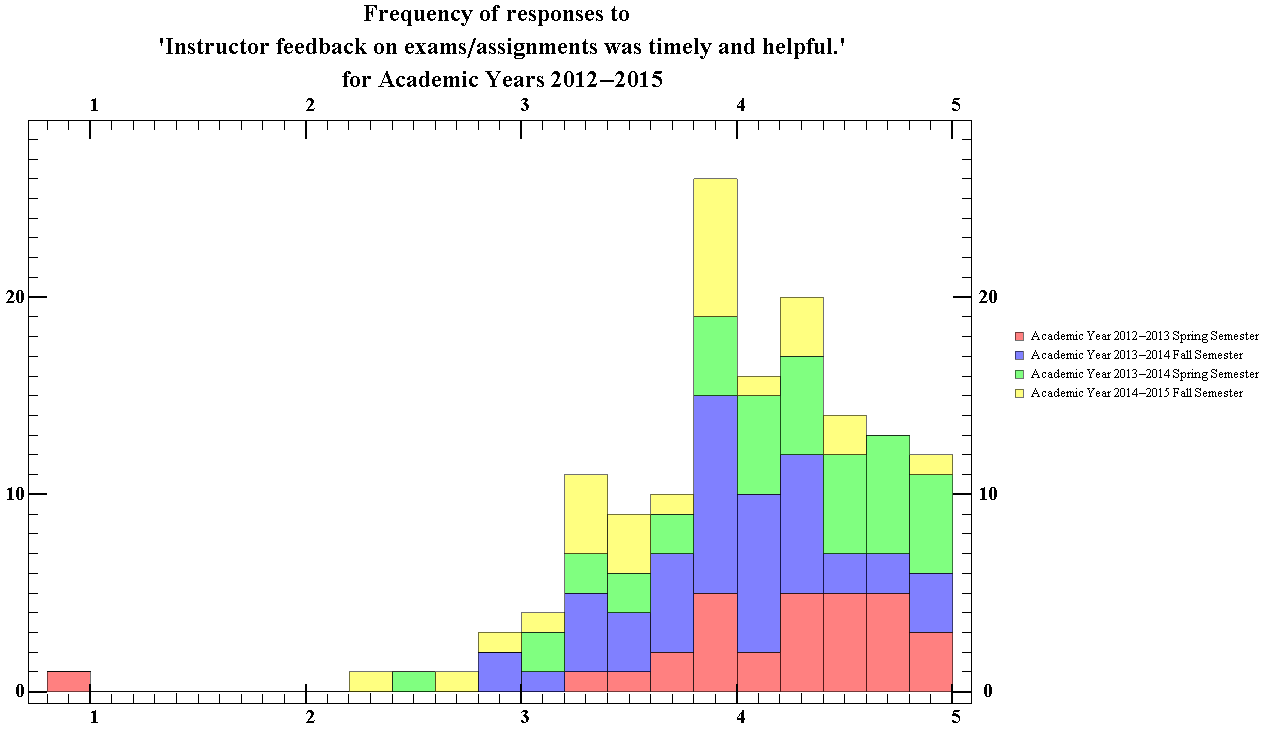 Frequency of responses to
'Instructor feedback on exams/assignments was timely and helpful.'
for Academic Years 2012–2015
1 2 3 4 5
20 20
10 10
0 0
1 2 3 4 5
Academic Year 2012–2013 Spring Semester
Academic Year 2013–2014 Fall Semester
Academic Year 2013–2014 Spring Semester
Academic Year 2014–2015 Fall Semester